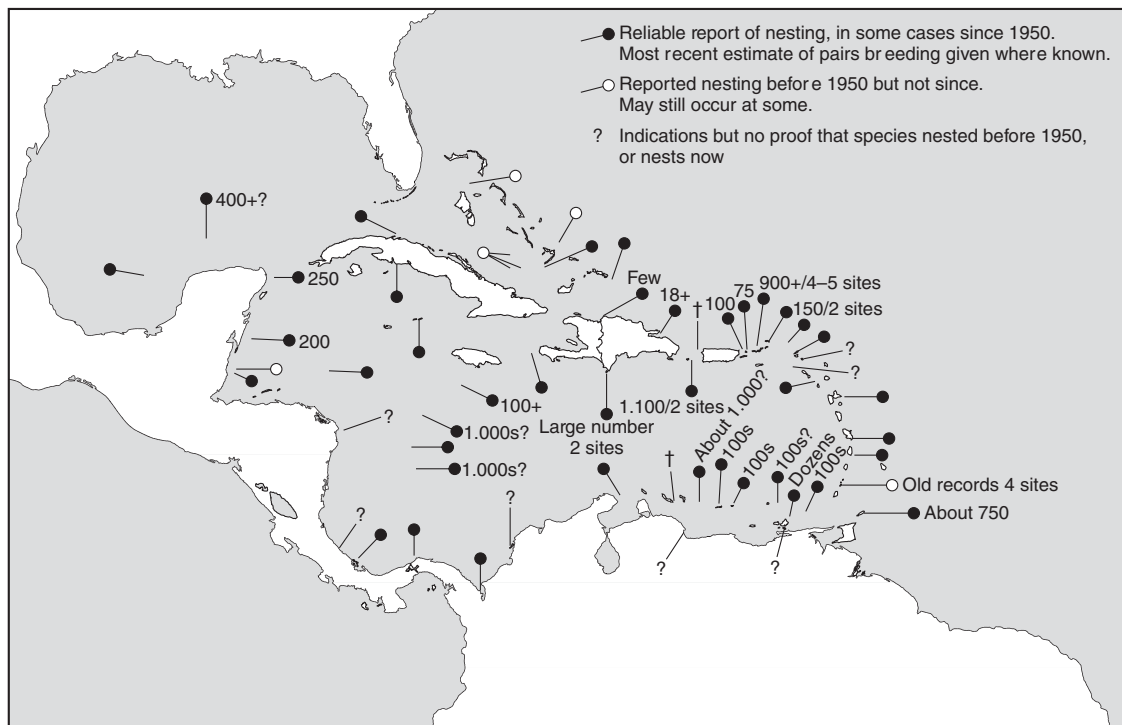 Reliable report of nesting, in some cases since 1950.
Most recent estimate of pairs br eeding given where known.
Reported nesting before 1950 but not since.
May still occur at some.
? Indications but no proof that species nested before 1950,
or nests now
400+?
250
200
Few
18+
†
100
75
900+/4–5 sites
150/2 sites
?
?
?
100+
1.000s?
1.000s?
Large number
2 sites
1.100/2 sites
About 1.000?
100s
100s
100s?
Dozens
100s
†
Old records 4 sites
About 750
?
?
?
?